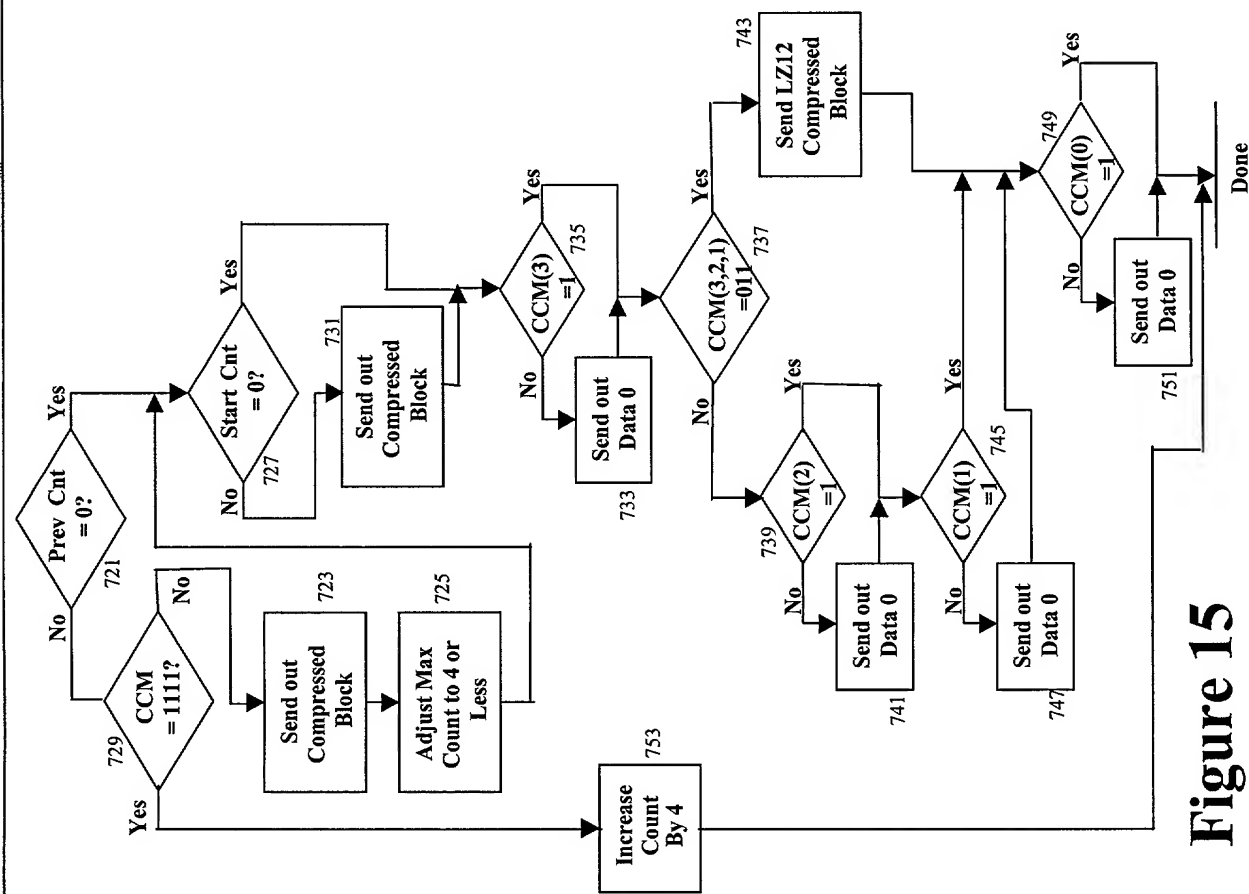 Prev Cnt
= 0?
721
Yes
No
CCM
= 1111?
729
No
Yes
Send out
Compressed
Block
723
Adjust Max
Count to 4 or
Less
725
Start Cnt
= 0?
727
Yes
No
Send out
Compressed
Block
731
CCM(3)
=1
735
Yes
No
Send out
Data 0
733
CCM(3,2,1)
=011
737
Yes
No
Send LZ12
Compressed
Block
743
CCM(2)
=1
739
Yes
No
Send out
Data 0
741
CCM(1)
=1
745
Yes
No
Send out
Data 0
747
CCM(0)
=1
749
Yes
No
Send out
Data 0
751
Increase
Count
By 4
753
Done
Figure 15